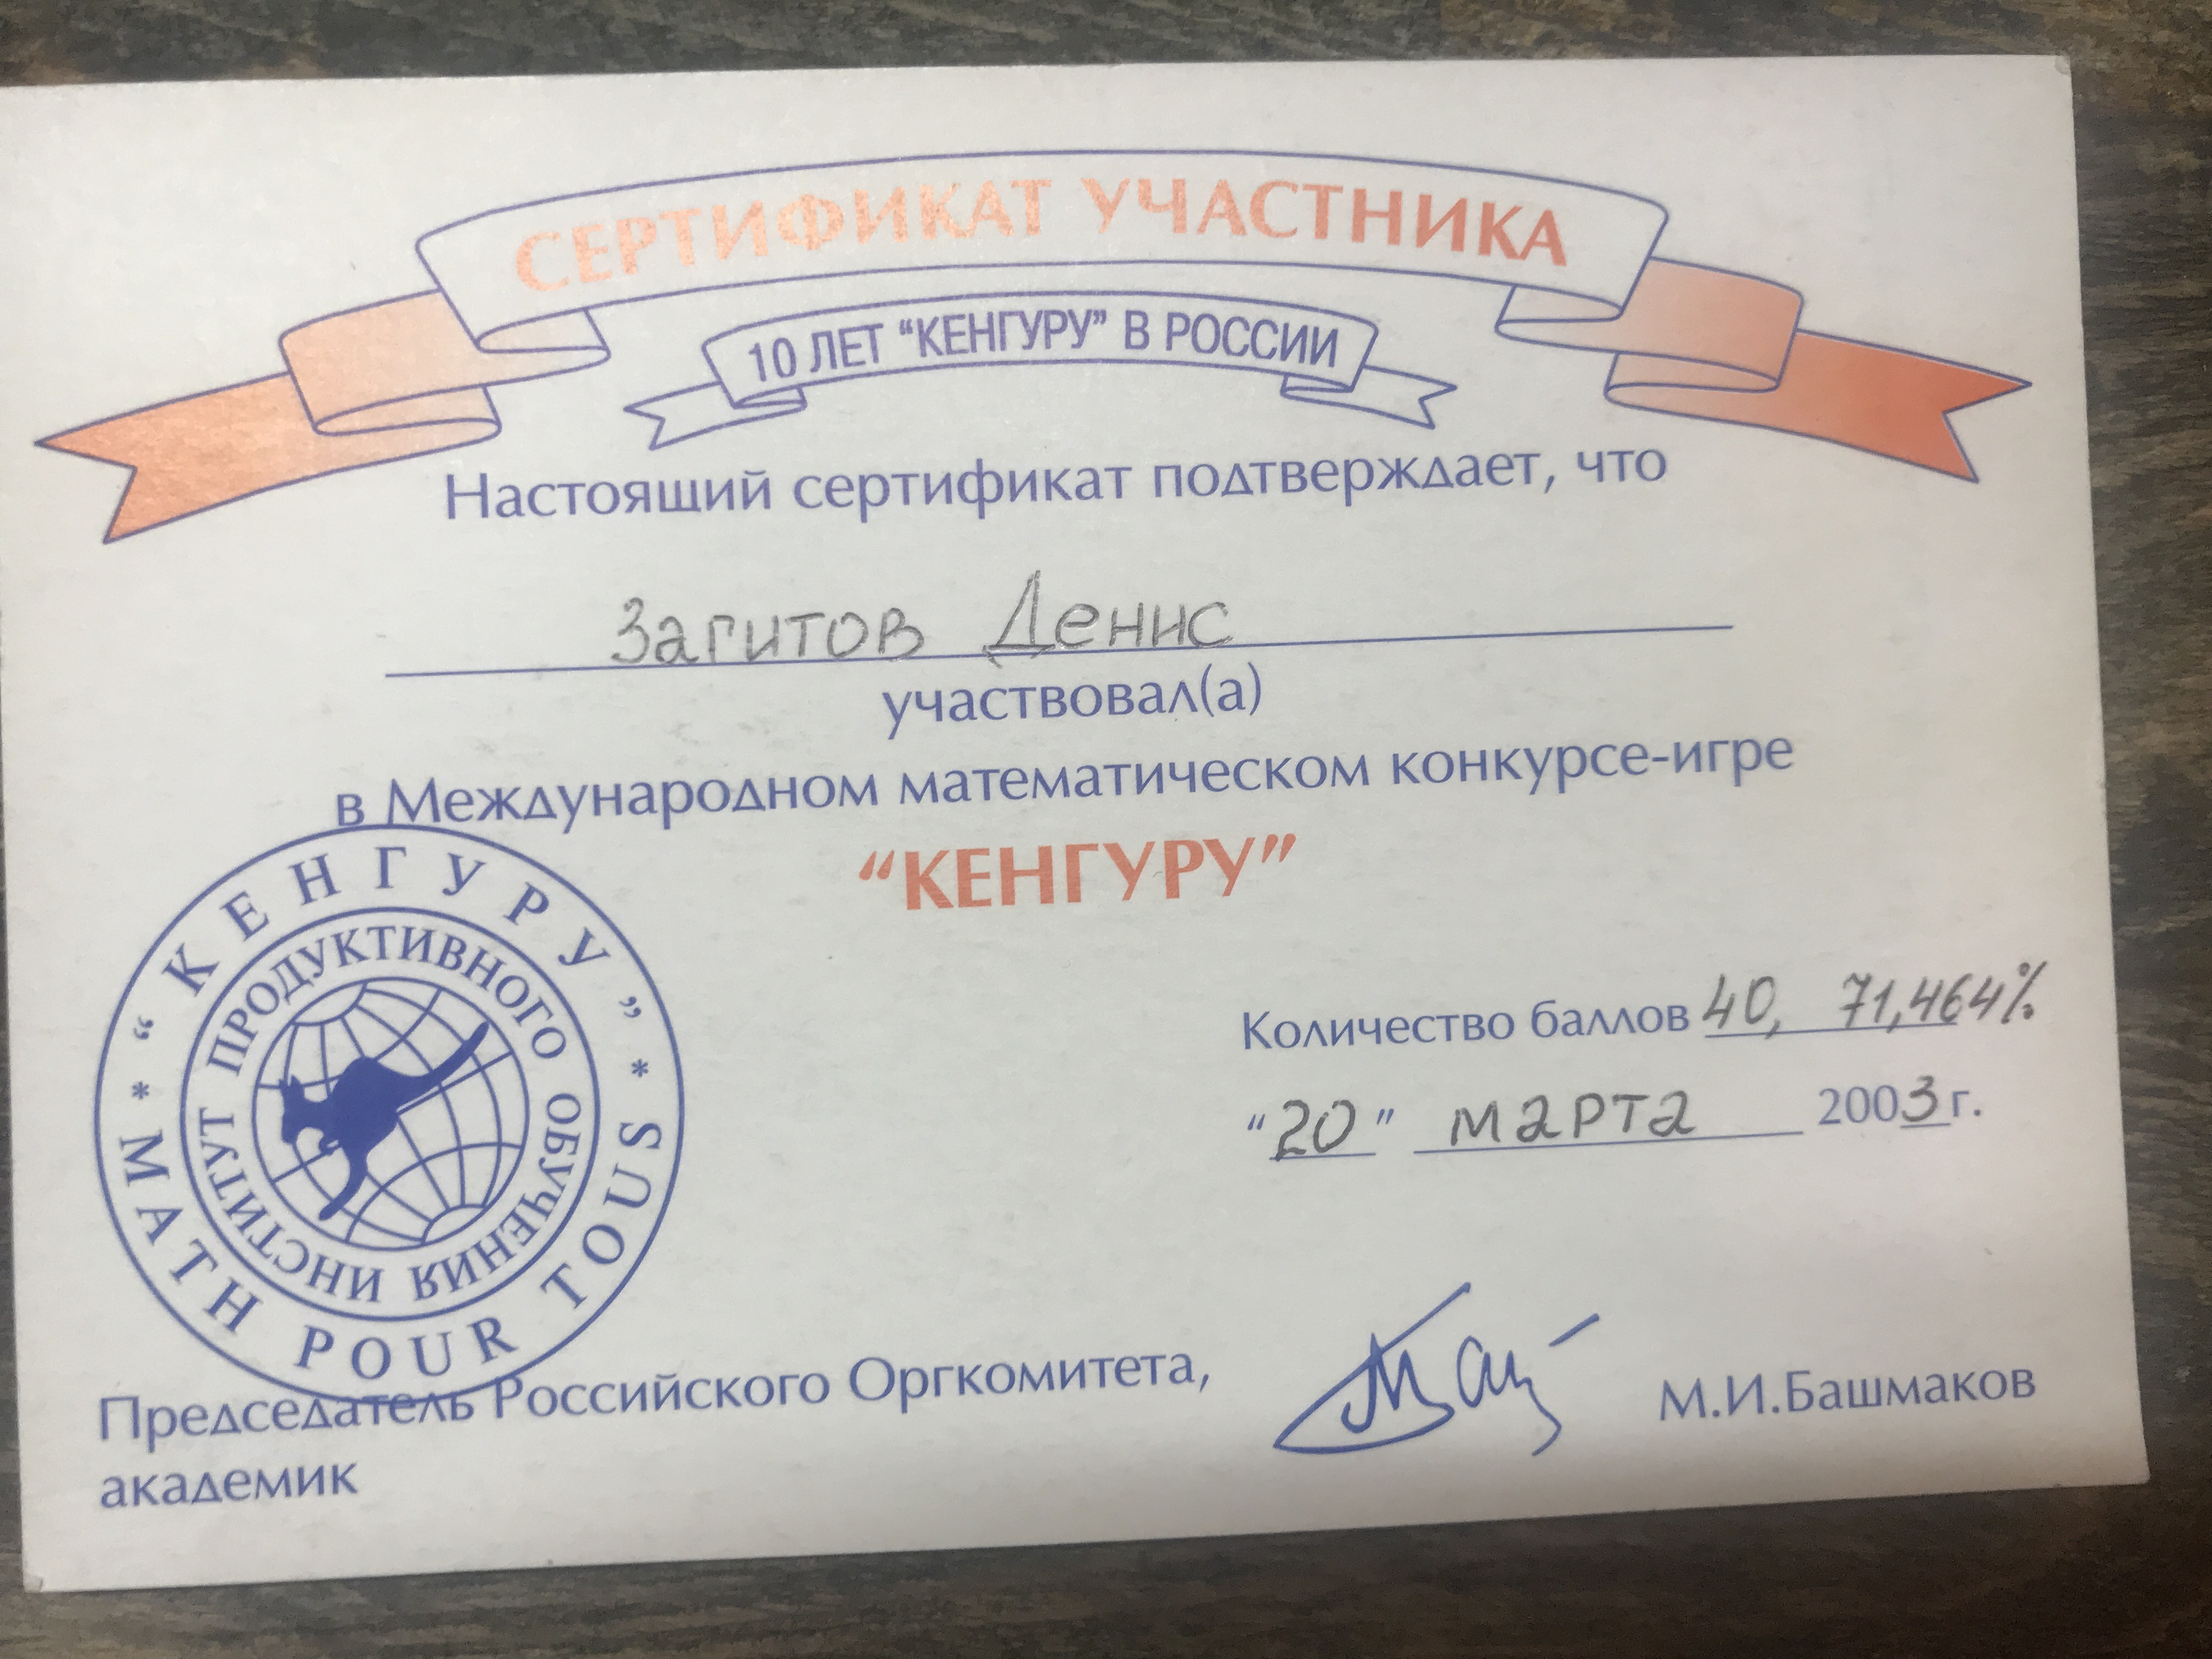 СЕРТИФИКАТ УЧАСТНИКА
10 ЛЕТ “КЕНГУРУ” В РОССИИ
Настоящий сертификат подтверждает, что
Загитов Денис
участвовал(а)
в Международном математическом конкурсе-игре
“КЕНГУРУ”
“КЕНГУРУ” * MATH POUR TOUS *
ИНСТИТУТ ПРОДУКТИВНОГО ОБУЧЕНИЯ
Количество баллов 40, 71,464%
“20” марта 2003 г.
Председатель Российского Оргкомитета, М.И.Башмаков
академик